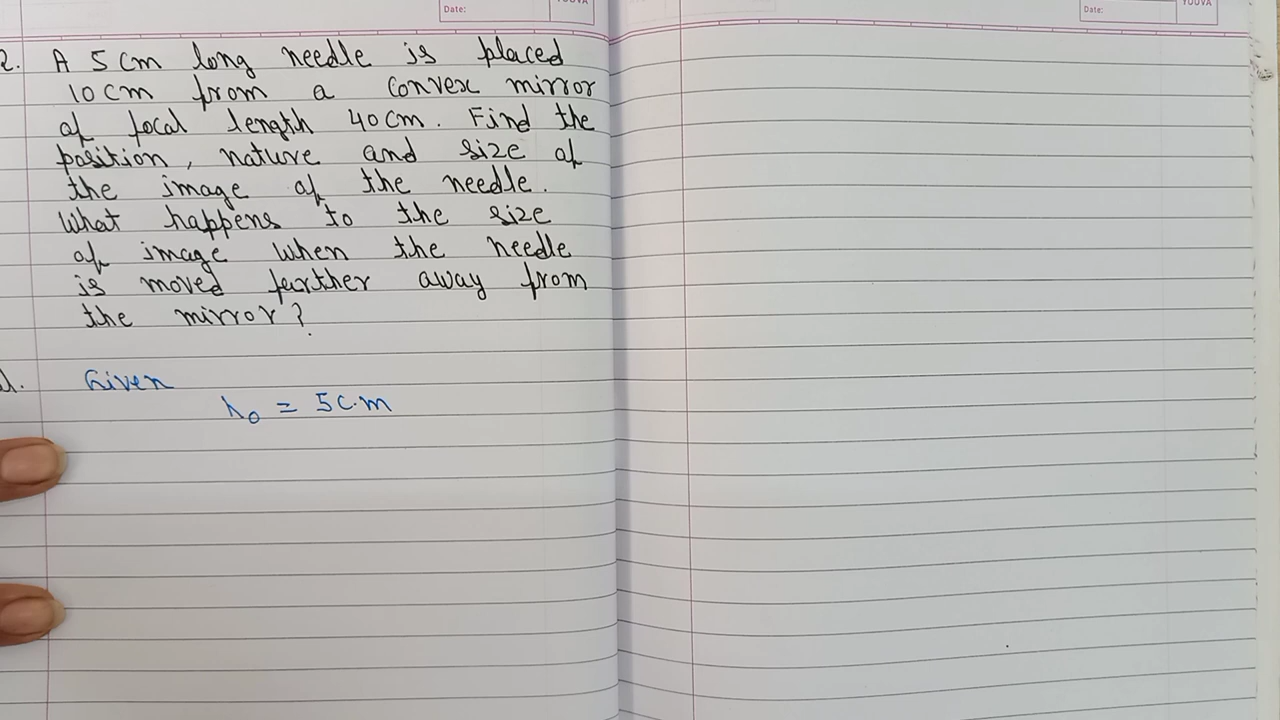 Date:
YOUVA
Date:
YOUVA
2. A 5 cm long needle is placed
10 cm from a convex mirror
of focal length 40 cm. Find the
position, nature and size of
the image of the needle.
What happens to the size
of image when the needle
is moved farther away from
the mirror?
Given
h₀ = 5 c.m